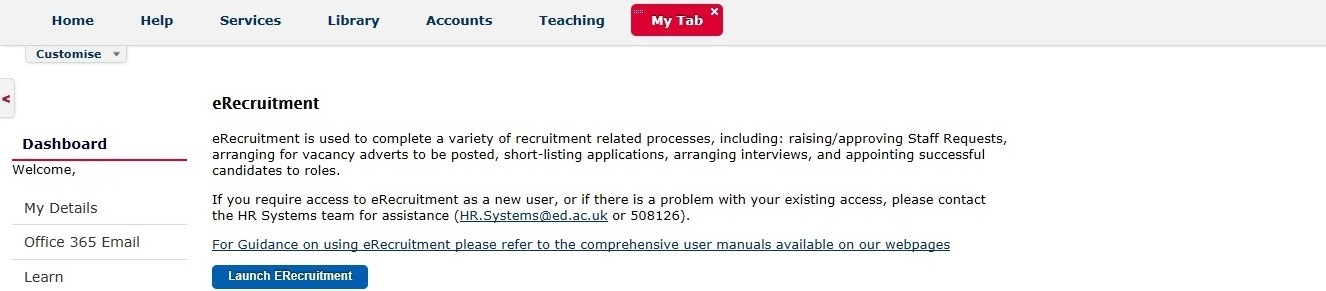 Home Help Services Library Accounts Teaching My Tab x
Customise
<
eRecruitment
eRecruitment is used to complete a variety of recruitment related processes, including: raising/approving Staff Requests,
arranging for vacancy adverts to be posted, short-listing applications, arranging interviews, and appointing successful
candidates to roles.
Dashboard
Welcome,
My Details
Office 365 Email
Learn
If you require access to eRecruitment as a new user, or if there is a problem with your existing access, please contact
the HR Systems team for assistance (HR.Systems@ed.ac.uk or 508126).
For Guidance on using eRecruitment please refer to the comprehensive user manuals available on our webpages
Launch ERecruitment